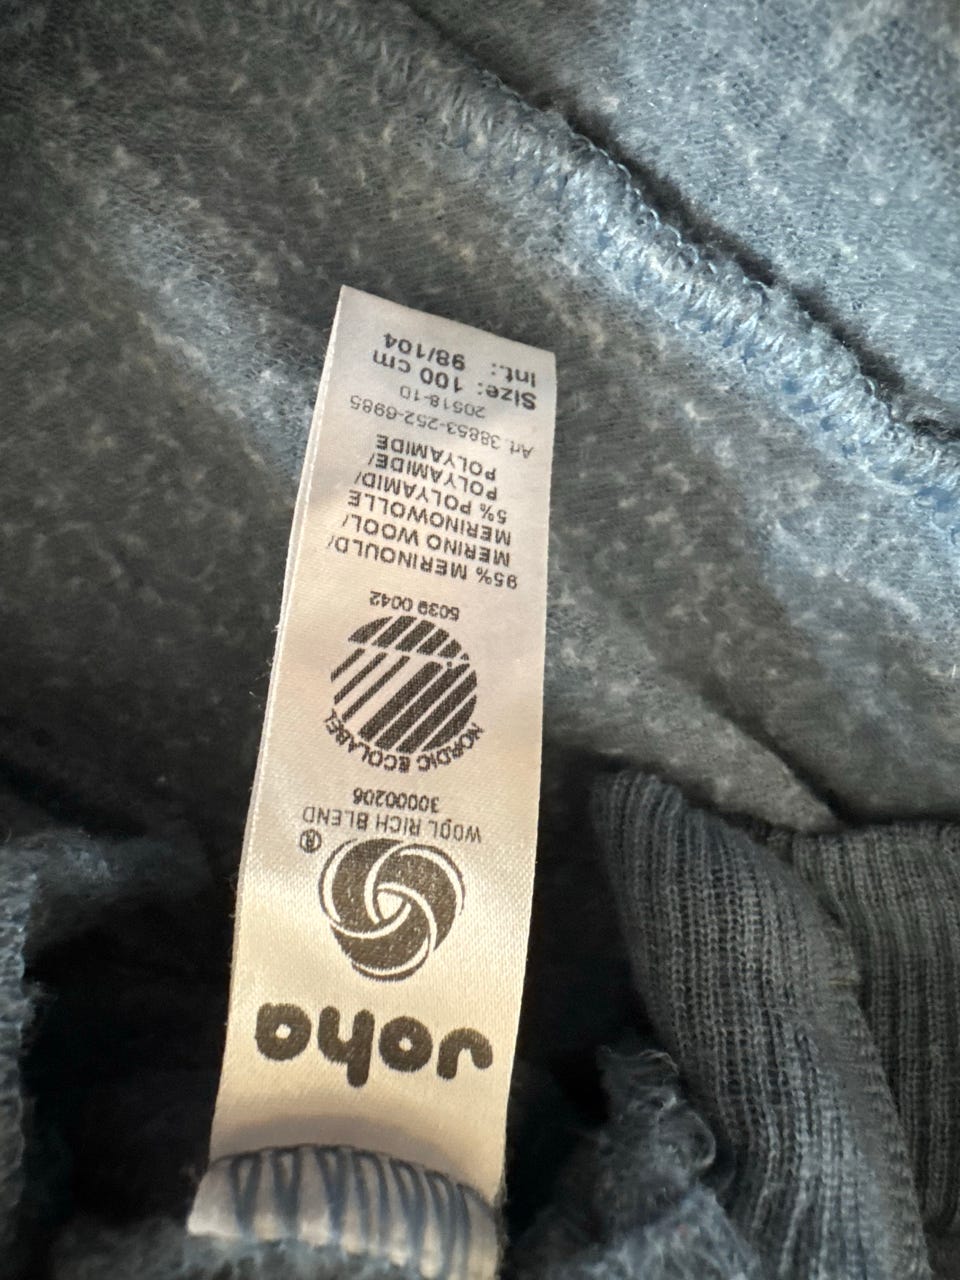 Joha
®
WOOL RICH BLEND
30000206
NORDIC ECOLABEL
5039 0042
95% MERINOULD/
MERINO WOOL/
MERINOWOLLE
5% POLYAMID/
POLYAMIDE/
POLYAMIDE
Art. 38853-252-6985
20518-10
Size: 100 cm
Int.: 98/104